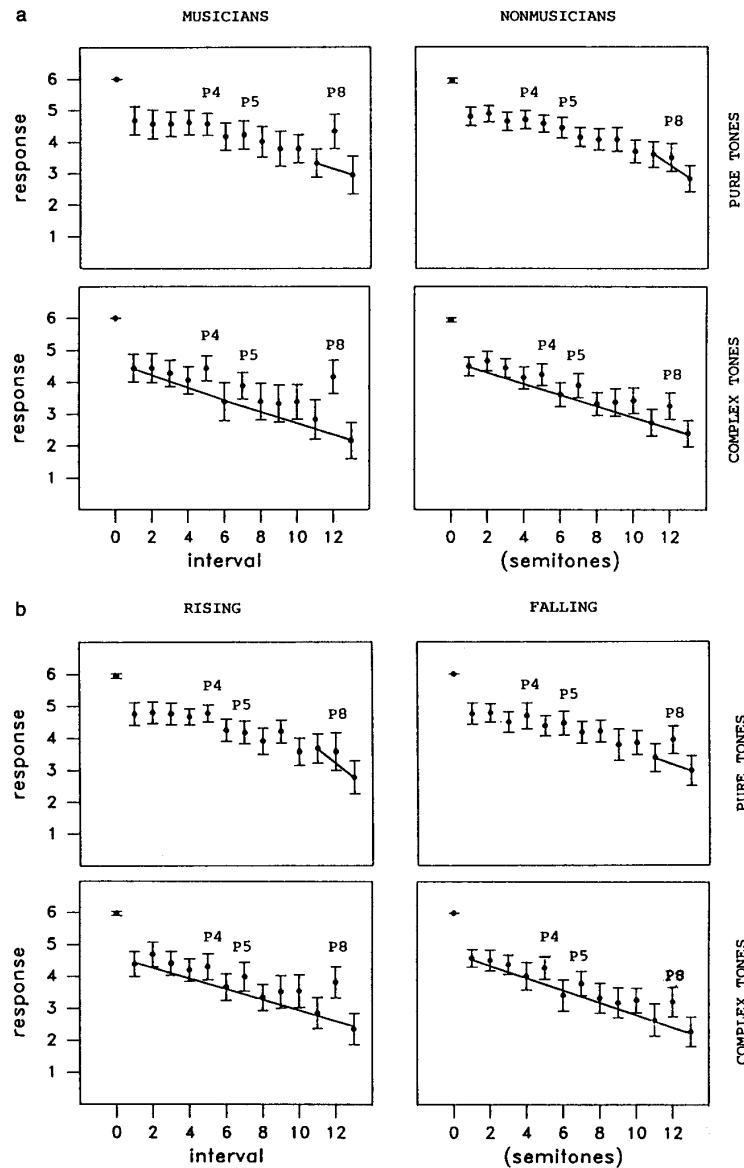 a
MUSICIANS
NONMUSICIANS
response
6
5
4
3
2
1
P4
P5
P8
P4
P5
P8
PURE TONES
response
6
5
4
3
2
1
P4
P5
P8
P4
P5
P8
COMPLEX TONES
0 2 4 6 8 10 12
interval
0 2 4 6 8 10 12
(semitones)
b
RISING
FALLING
response
6
5
4
3
2
1
P4
P5
P8
P4
P5
P8
PURE TONES
response
6
5
4
3
2
1
P4
P5
P8
P4
P5
P8
COMPLEX TONES
0 2 4 6 8 10 12
interval
0 2 4 6 8 10 12
(semitones)